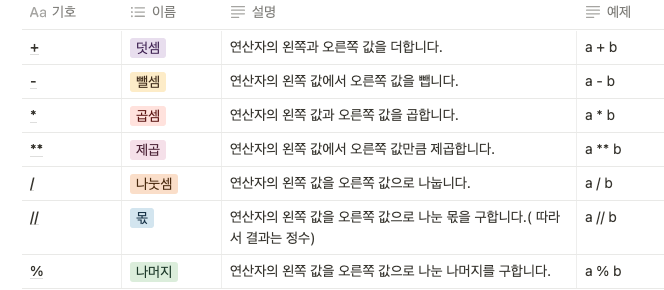 Aa 기호 이름 설명 예제
+ 덧셈 연산자의 왼쪽과 오른쪽 값을 더합니다. a + b
- 뺄셈 연산자의 왼쪽 값에서 오른쪽 값을 뺍니다. a - b
* 곱셈 연산자의 왼쪽 값과 오른쪽 값을 곱합니다. a * b
** 제곱 연산자의 왼쪽 값에서 오른쪽 값만큼 제곱합니다. a ** b
/ 나눗셈 연산자의 왼쪽 값을 오른쪽 값으로 나눕니다. a / b
// 몫 연산자의 왼쪽 값을 오른쪽 값으로 나눈 몫을 구합니다.( 따라 a // b
서 결과는 정수)
% 나머지 연산자의 왼쪽 값을 오른쪽 값으로 나눈 나머지를 구합니다. a % b